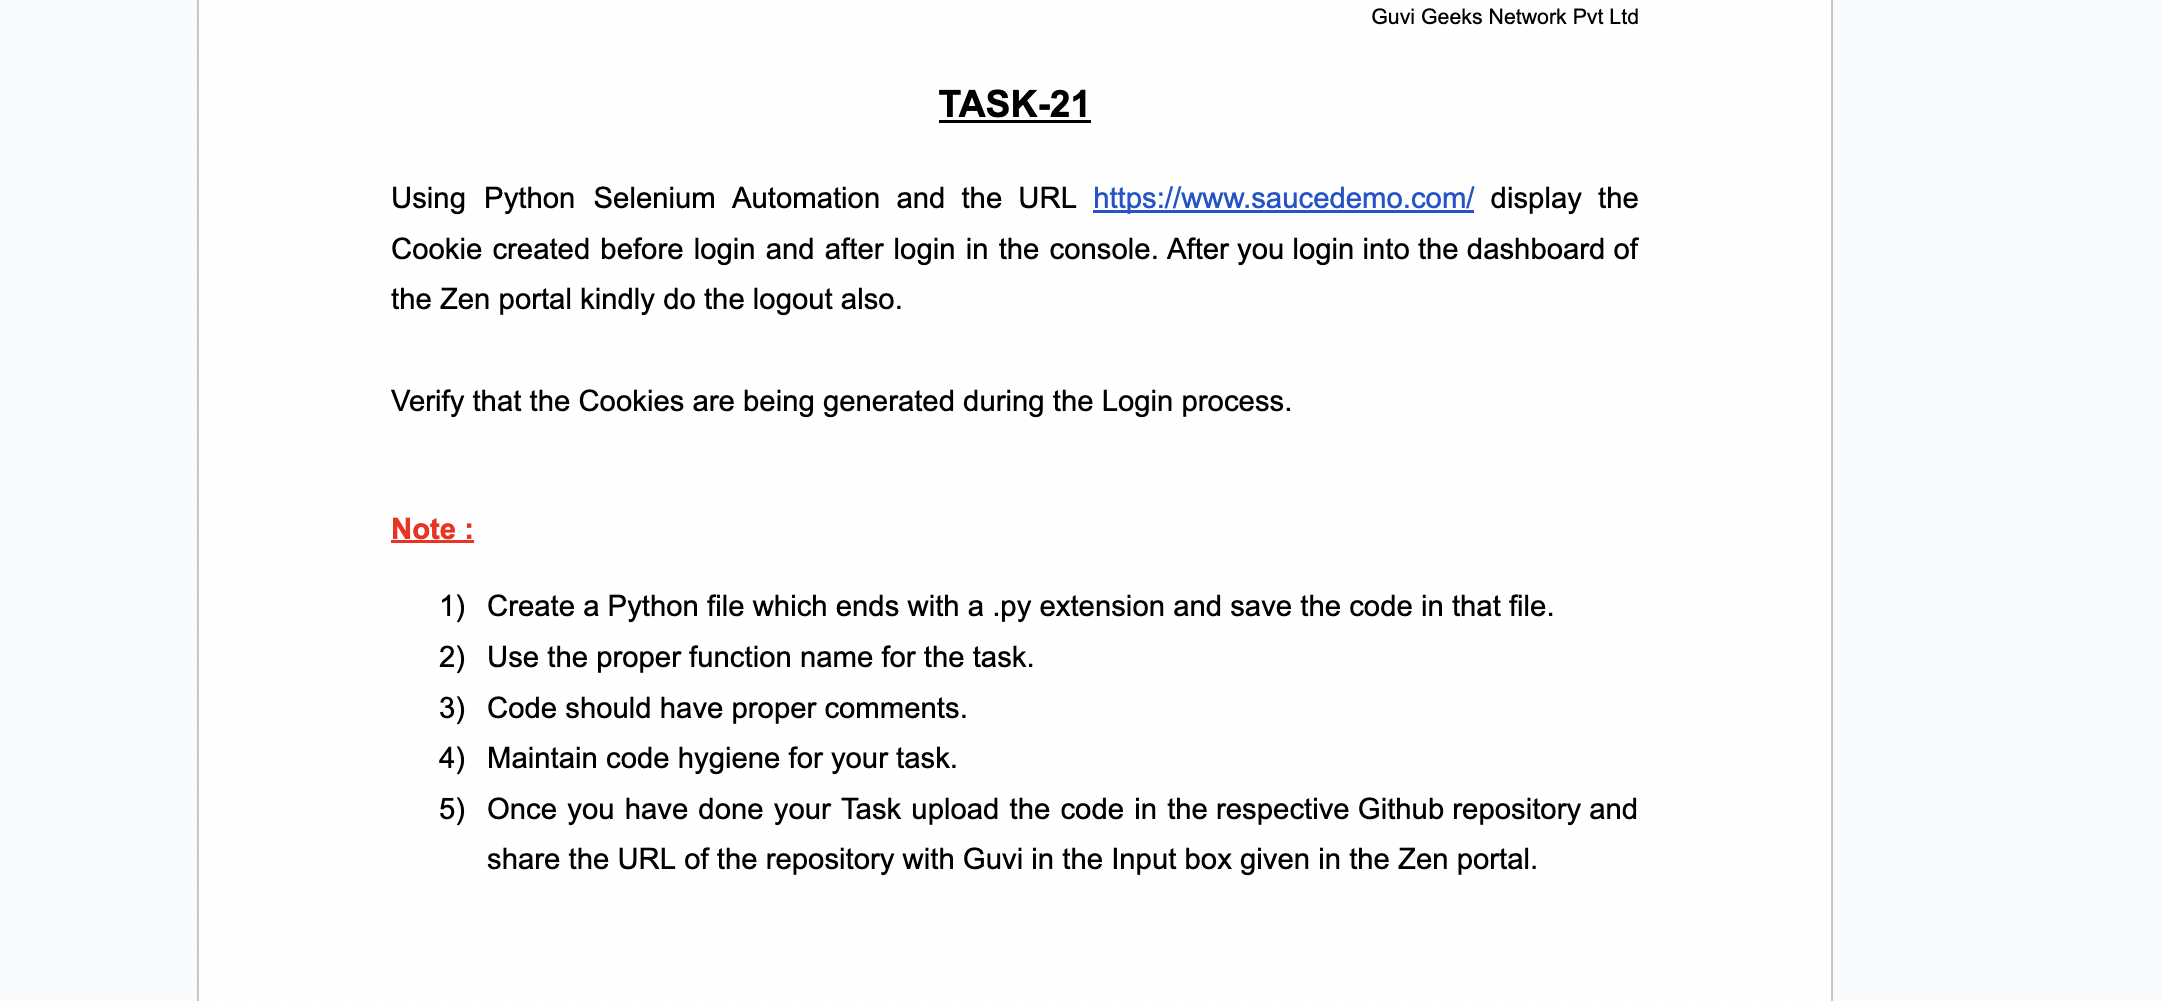 Guvi Geeks Network Pvt Ltd
TASK-21
Using Python Selenium Automation and the URL https://www.saucedemo.com/ display the
Cookie created before login and after login in the console. After you login into the dashboard of
the Zen portal kindly do the logout also.
Verify that the Cookies are being generated during the Login process.
Note :
1) Create a Python file which ends with a .py extension and save the code in that file.
2) Use the proper function name for the task.
3) Code should have proper comments.
4) Maintain code hygiene for your task.
5) Once you have done your Task upload the code in the respective Github repository and
share the URL of the repository with Guvi in the Input box given in the Zen portal.